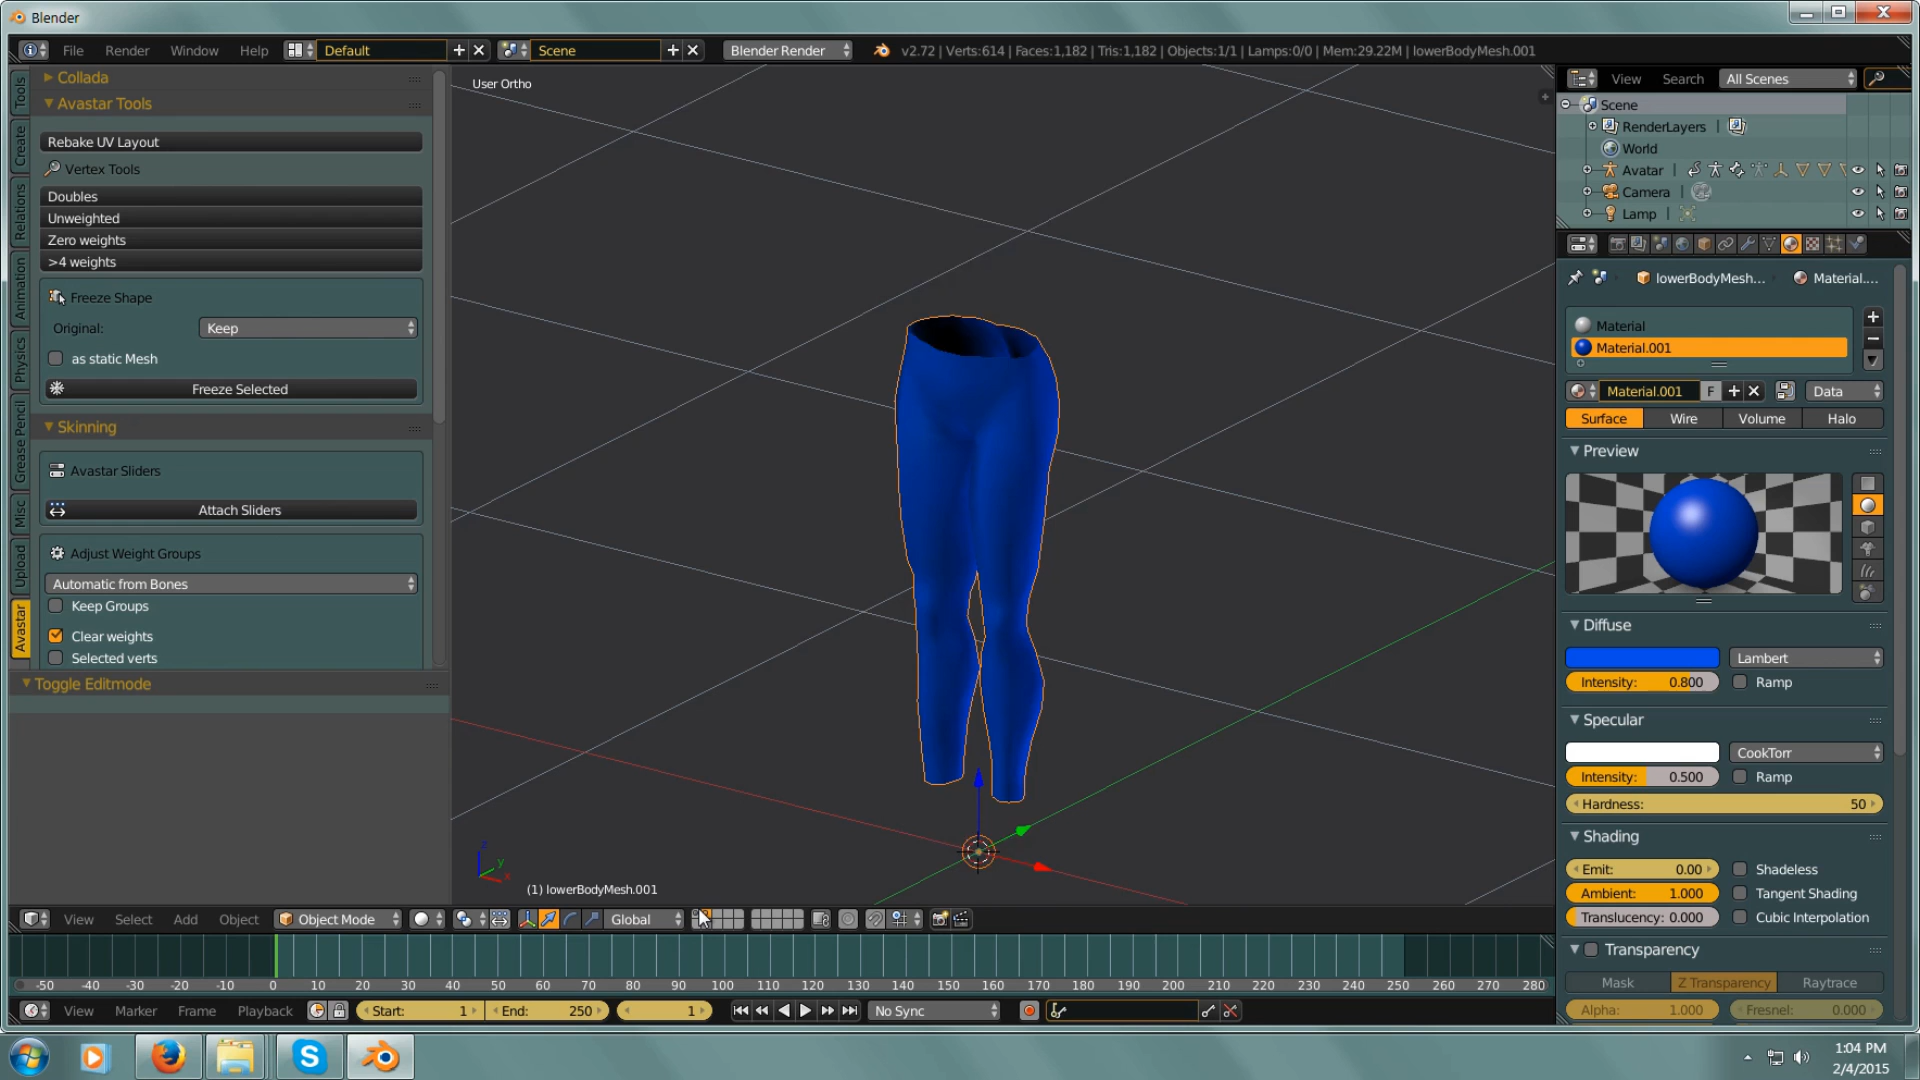 Blender
File Render Window Help Default Scene Blender Render v2.72 | Verts:614 | Faces:1,182 | Tris:1,182 | Objects:1/1 | Lamps:0/0 | Mem:29.22M | lowerBodyMesh.001
Tools
Create
Relations
Animation
Physics
Grease Pencil
Misc
Upload
Avastar
Collada
Avastar Tools
Rebake UV Layout
Vertex Tools
Doubles
Unweighted
Zero weights
>4 weights
Freeze Shape
Original: Keep
as static Mesh
Freeze Selected
Skinning
Avastar Sliders
Attach Sliders
Adjust Weight Groups
Automatic from Bones
Keep Groups
Clear weights
Selected verts
Toggle Editmode
User Ortho
z
y
x
(1) lowerBodyMesh.001
View Select Add Object Object Mode Global
View Search All Scenes
Scene
RenderLayers |
World
Avatar |
Camera |
Lamp |
lowerBodyMesh... Material....
Material
Material.001
Material.001 F Data
Surface Wire Volume Halo
Preview
Diffuse
Lambert
Intensity: 0.800 Ramp
Specular
CookTorr
Intensity: 0.500 Ramp
Hardness: 50
Shading
Emit: 0.00 Shadeless
Ambient: 1.000 Tangent Shading
Translucency: 0.000 Cubic Interpolation
Transparency
Mask Z Transparency Raytrace
Alpha: 1.000 Fresnel: 0.000
-50 -40 -30 -20 -10 0 10 20 30 40 50 60 70 80 90 100 110 120 130 140 150 160 170 180 190 200 210 220 230 240 250 260 270 280
View Marker Frame Playback Start: 1 End: 250 1 No Sync
1:04 PM
2/4/2015